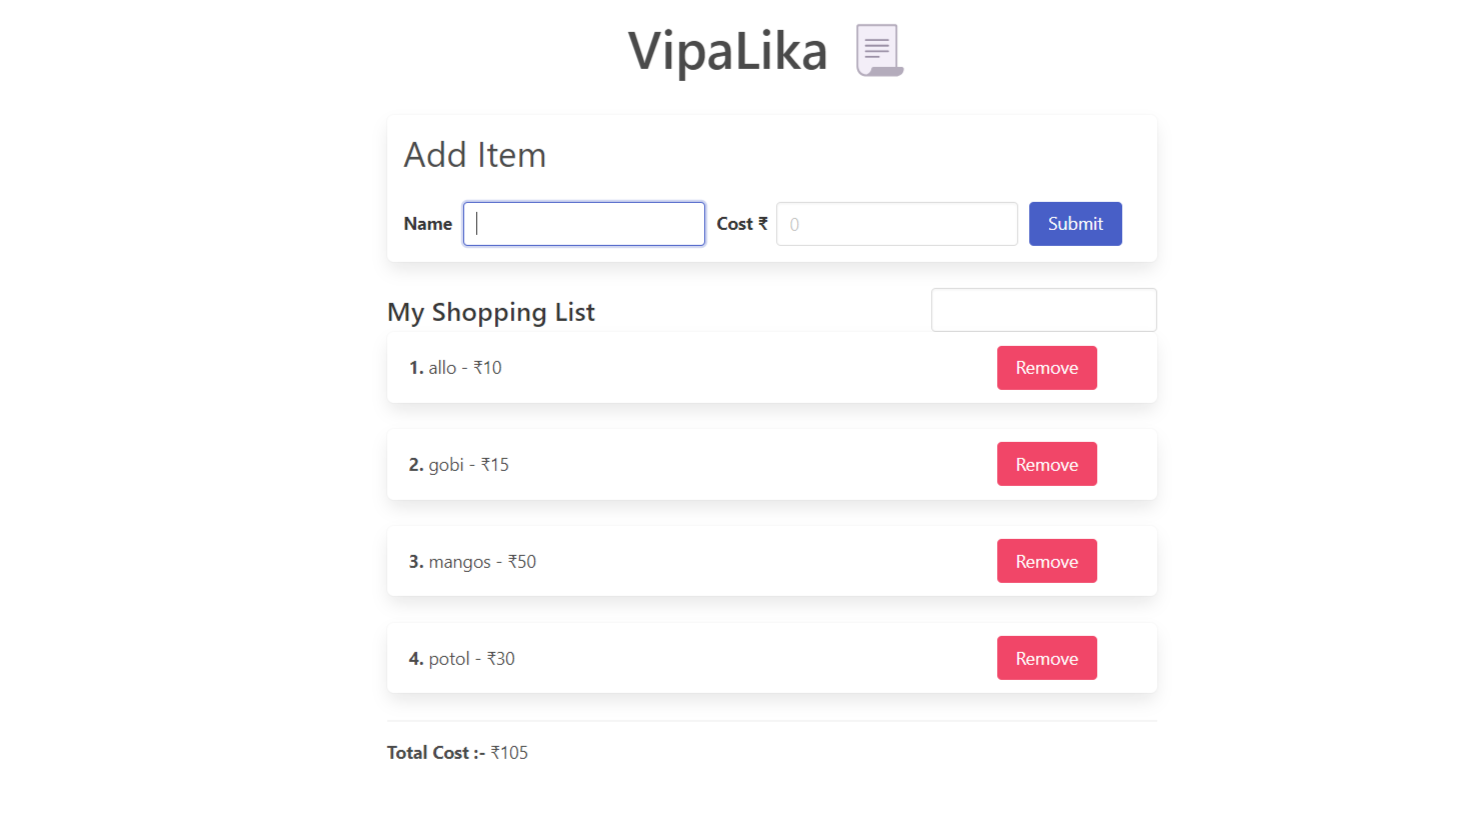 VipaLika
Add Item
Name
Cost ₹ 0 Submit
My Shopping List
1. allo - ₹10 Remove
2. gobi - ₹15 Remove
3. mangos - ₹50 Remove
4. potol - ₹30 Remove
Total Cost :- ₹105